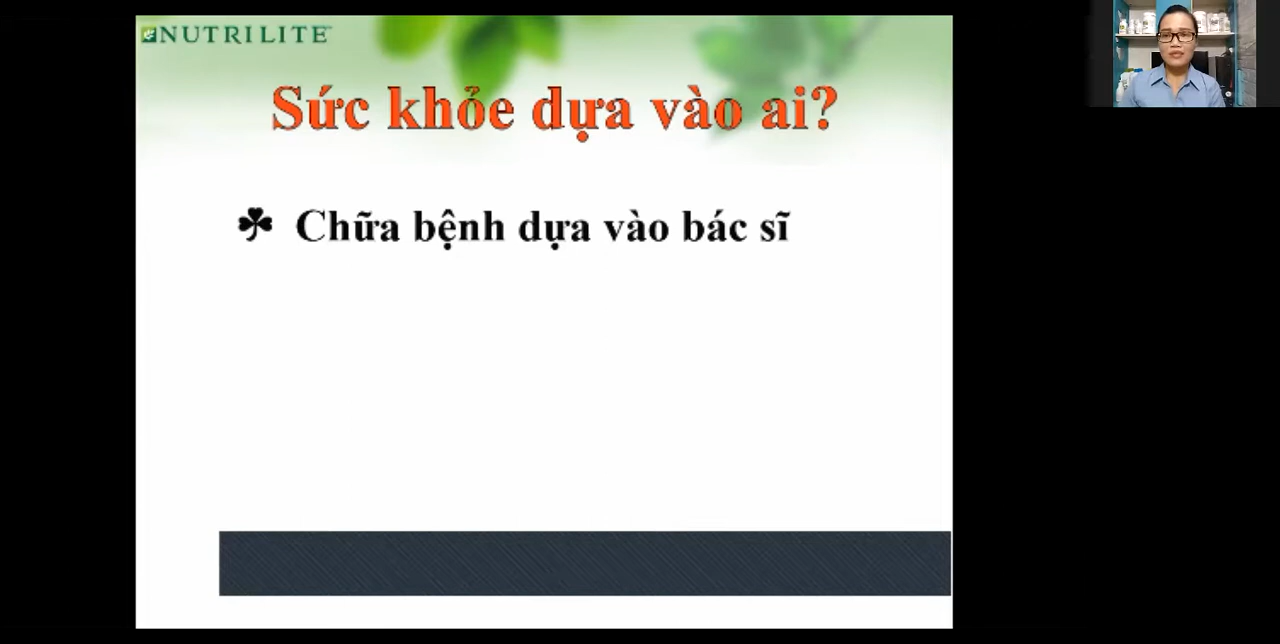 NUTRILITE
Sức khỏe dựa vào ai?
Chữa bệnh dựa vào bác sĩ